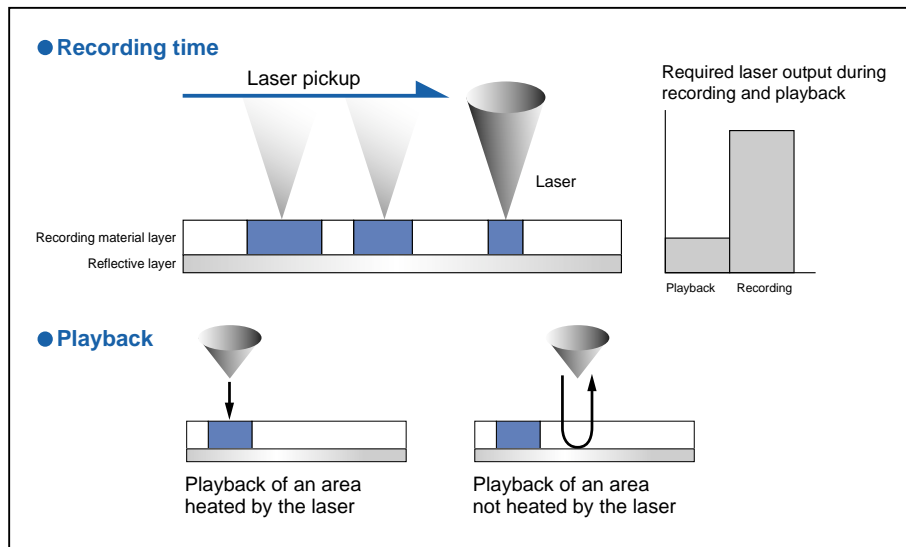 Recording time
Laser pickup
Required laser output during
recording and playback
Laser
Recording material layer
Reflective layer
Playback
Recording
Playback
Playback of an area
heated by the laser
Playback of an area
not heated by the laser